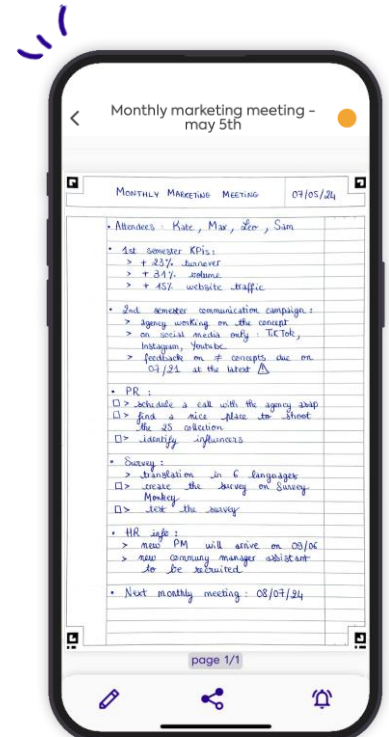 Monthly marketing meeting -
may 5th
MONTHLY MARKETING MEETING 07/05/24
• Attendees : Kate, Max, Leo, Sam
• 1st semester KPIs :
> + 23% turnover
> + 31% volume
> + 45% website traffic
• 2nd semester communication campaign :
> agency working on the concept
> on social media only : TikTok,
Instagram, Youtube.
> feedback on ≠ concepts due on
07/21 at the latest ⚠
• PR :
☐ > schedule a call with the agency asap
☐ > find a nice place to shoot
the 25 collection
☐ > identify influencers
• Survey :
> translation in 6 languages
☐ > create the survey on Survey
Monkey
☐ > test the survey
• HR info :
> new PM will arrive on 09/06
> new communy manager assistant
to be recruited
• Next monthly meeting : 08/07/24
page 1/1